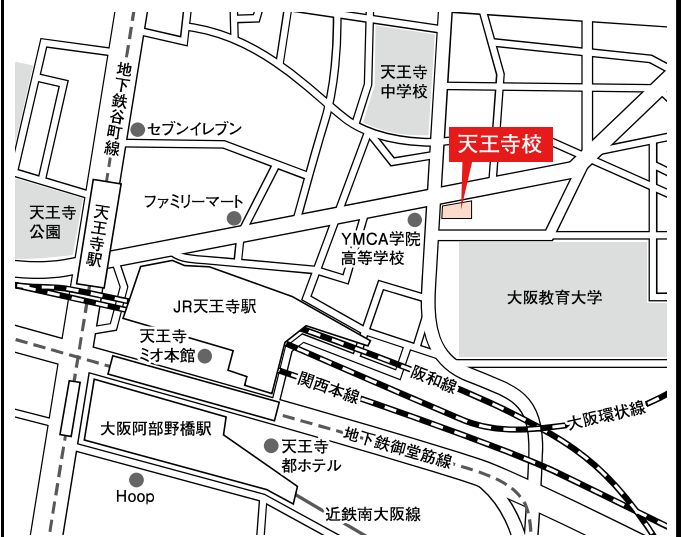 天王寺
中学校
地下鉄谷町線
セブンイレブン
天王寺校
ファミリーマート
天王寺
公園
天王寺駅
YMCA学院
高等学校
大阪教育大学
JR天王寺駅
天王寺
ミオ本館
阪和線
関西本線
大阪環状線
大阪阿部野橋駅
地下鉄御堂筋線
天王寺
都ホテル
Hoop
近鉄南大阪線